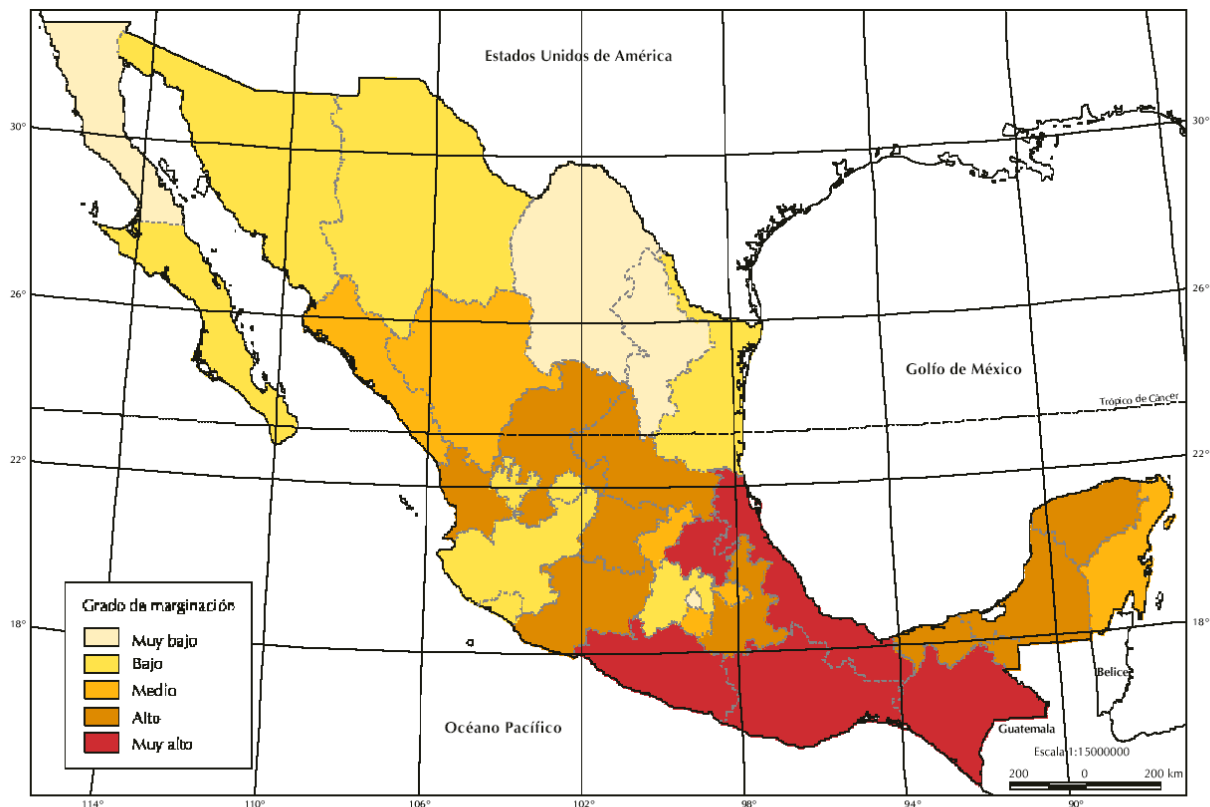 Estados Unidos de América
30°
30°
26°
26°
Golfo de México
Trópico de Cáncer
22°
22°
18°
18°
Grado de marginación
Muy bajo
Bajo
Medio
Alto
Muy alto
Océano Pacífico
Belice
Guatemala
Escala 1:15000000
200 0 200 km
114° 110° 106° 102° 98° 94° 90°